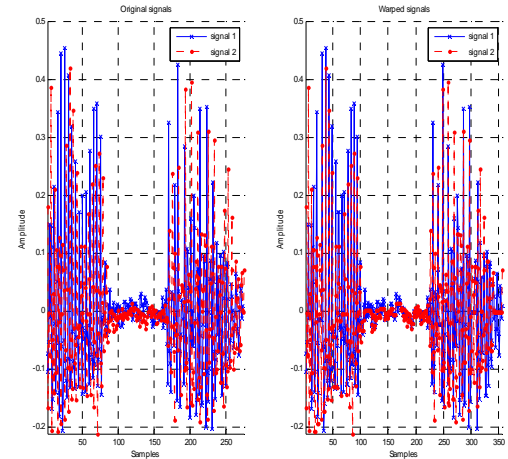 Original signals
signal 1
signal 2
Amplitude
0.5
0.4
0.3
0.2
0.1
0
-0.1
-0.2
50 100 150 200 250
Samples
Warped signals
signal 1
signal 2
Amplitude
0.5
0.4
0.3
0.2
0.1
0
-0.1
-0.2
50 100 150 200 250 300 350
Samples